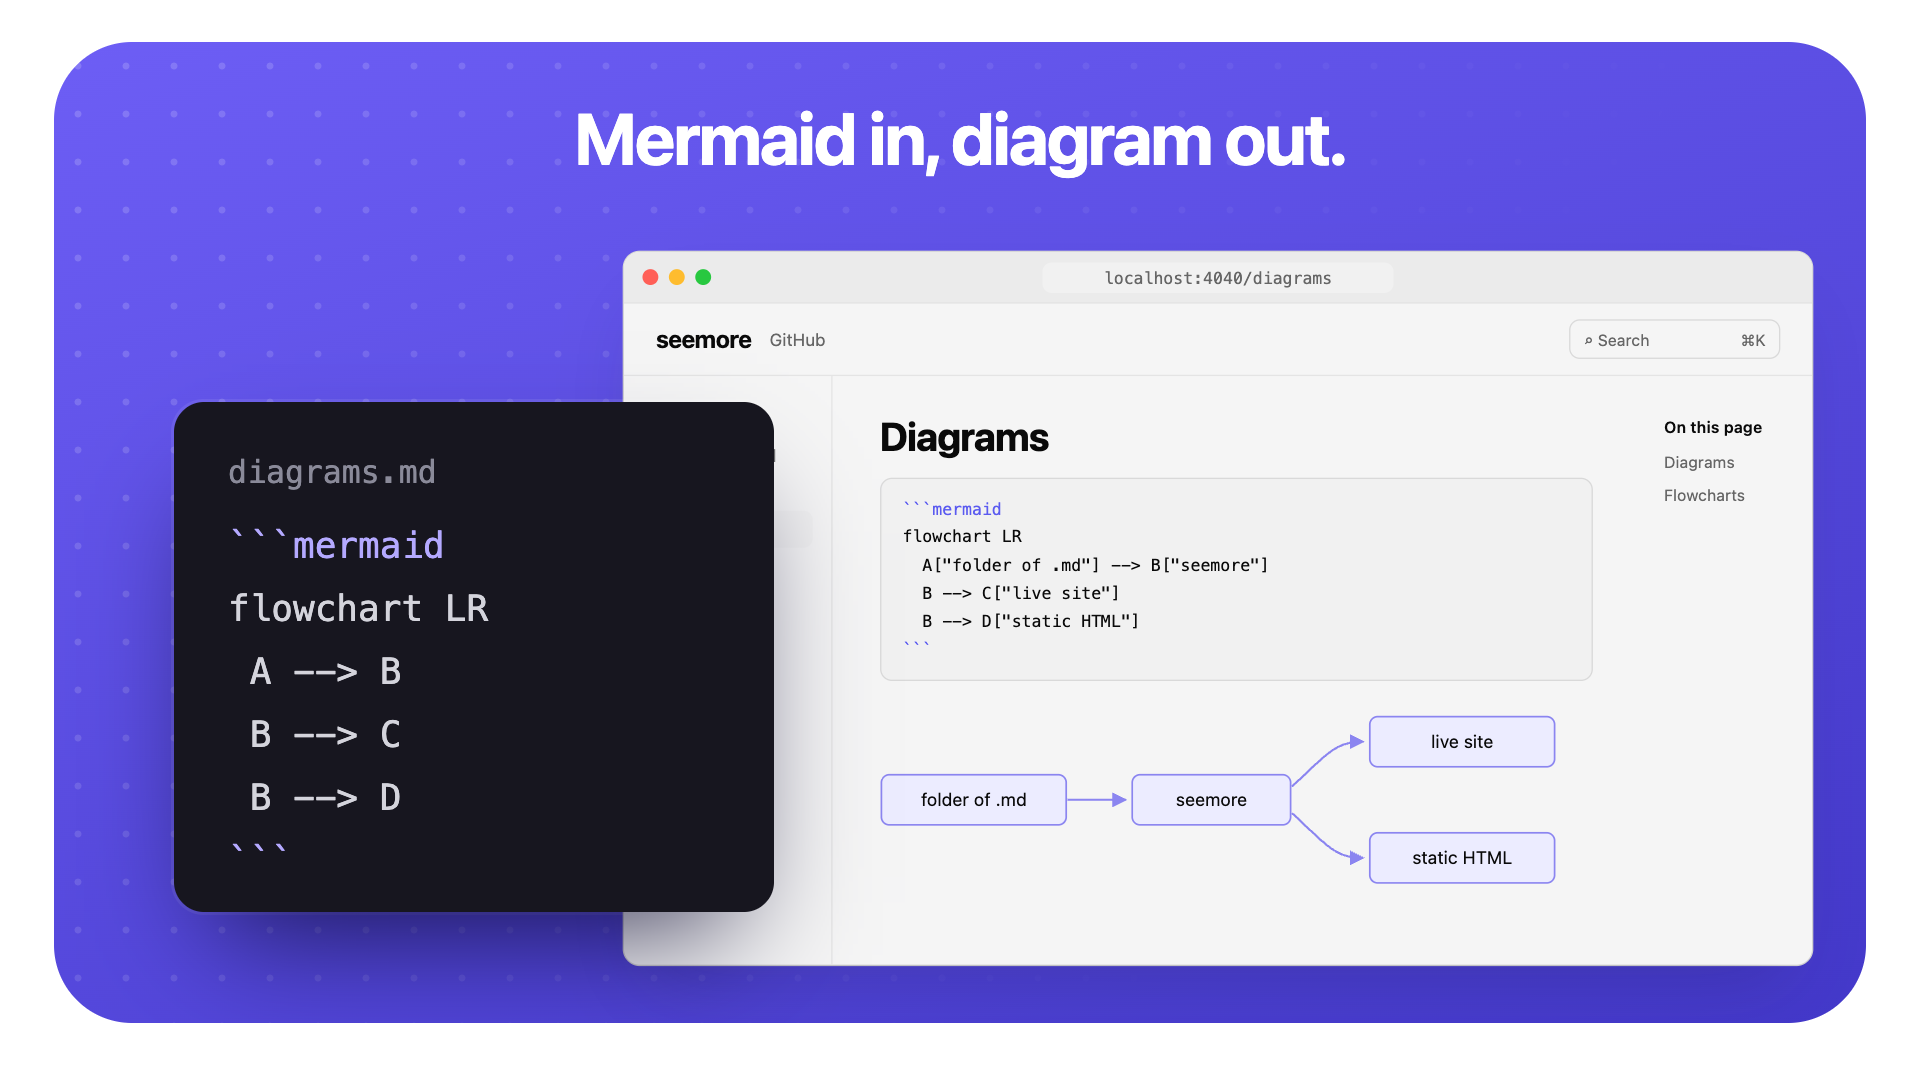 Mermaid in, diagram out.
localhost:4040/diagrams
seemore GitHub
Search ⌘K
diagrams.md
```mermaid
flowchart LR
 A --> B
 B --> C
 B --> D
```
Diagrams
```mermaid
flowchart LR
  A["folder of .md"] --> B["seemore"]
  B --> C["live site"]
  B --> D["static HTML"]
```
folder of .md
seemore
live site
static HTML
On this page
Diagrams
Flowcharts